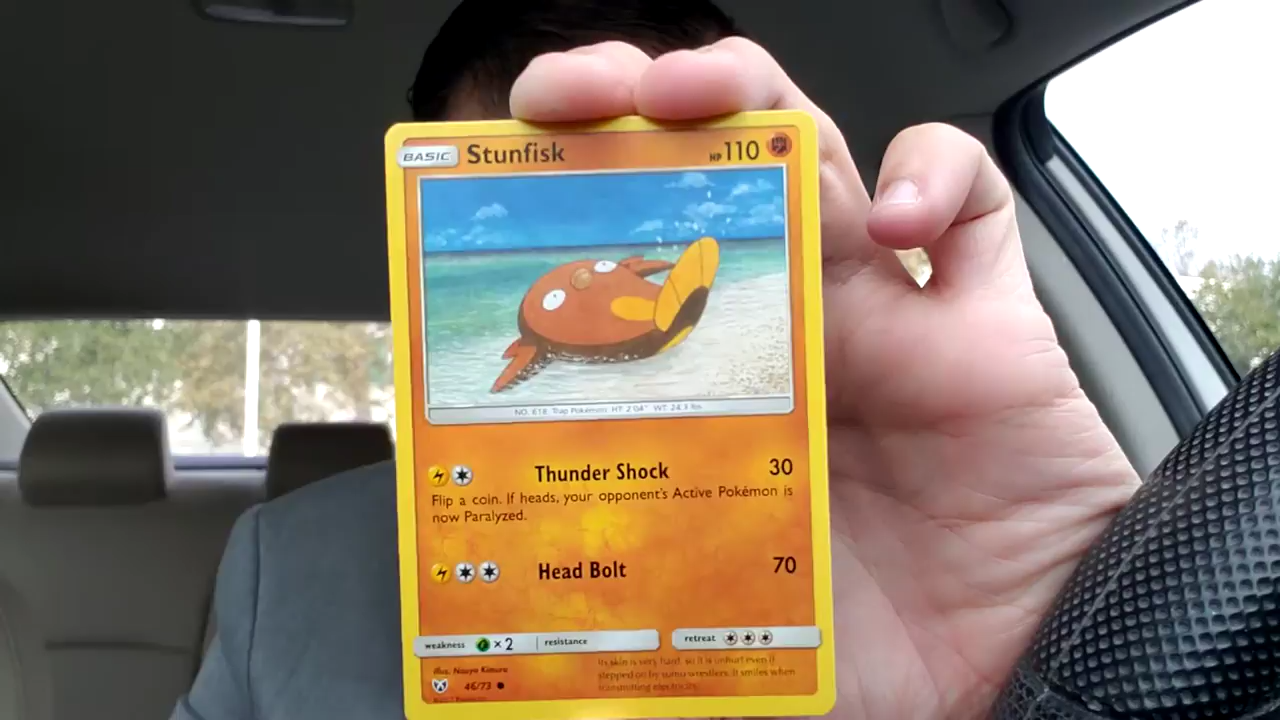 BASIC Stunfisk HP 110
NO. 618 Trap Pokémon HT: 2'04" WT: 24.3 lbs
Thunder Shock 30
Flip a coin. If heads, your opponent's Active Pokémon is
now Paralyzed.
Head Bolt 70
weakness ×2 resistance retreat
illus. Naoyo Kimura
46/73
Its skin is very hard, so it is unhurt even if
stepped on by sumo wrestlers. It smiles when
transmitting electricity.